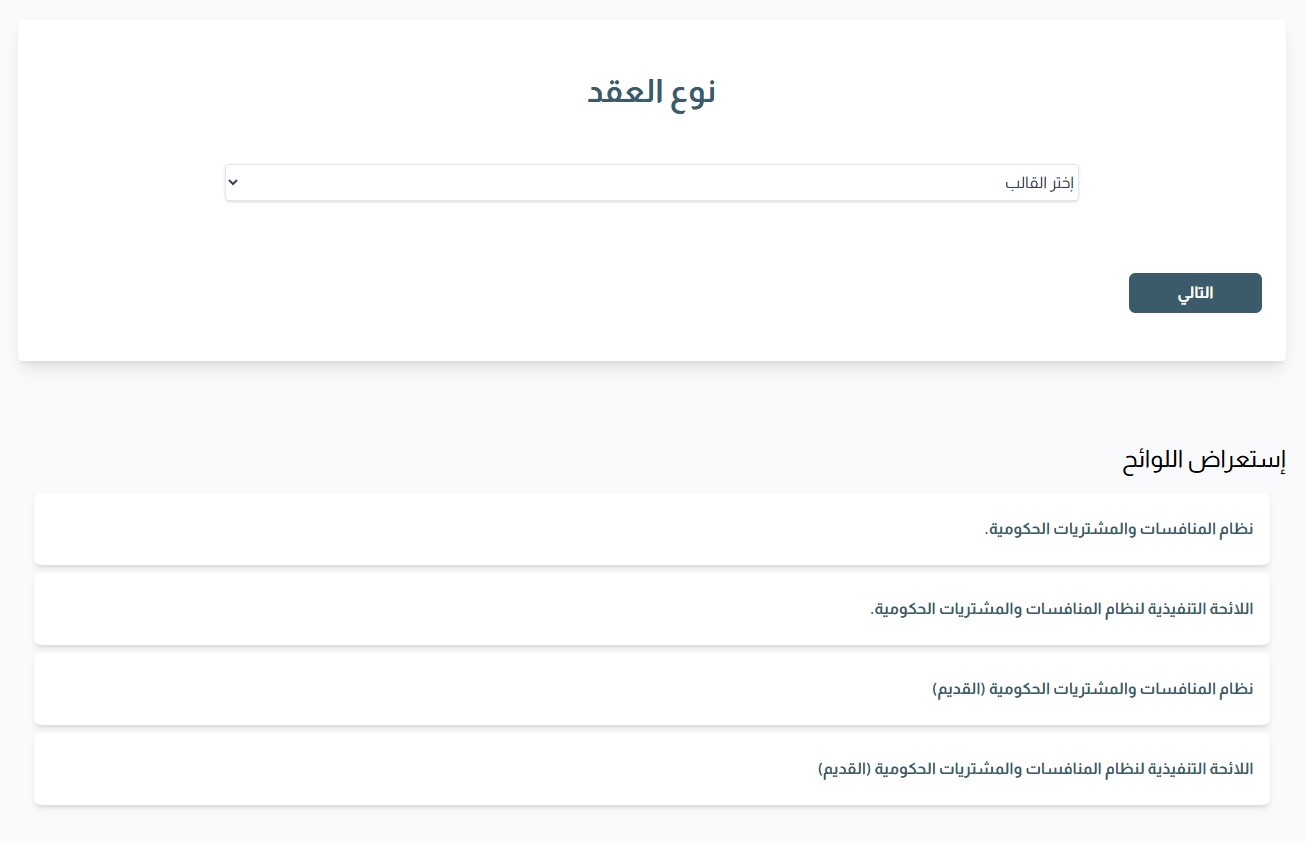 نوع العقد
إختر القالب
التالي
إستعراض اللوائح
نظام المنافسات والمشتريات الحكومية.
اللائحة التنفيذية لنظام المنافسات والمشتريات الحكومية.
نظام المنافسات والمشتريات الحكومية (القديم)
اللائحة التنفيذية لنظام المنافسات والمشتريات الحكومية (القديم)